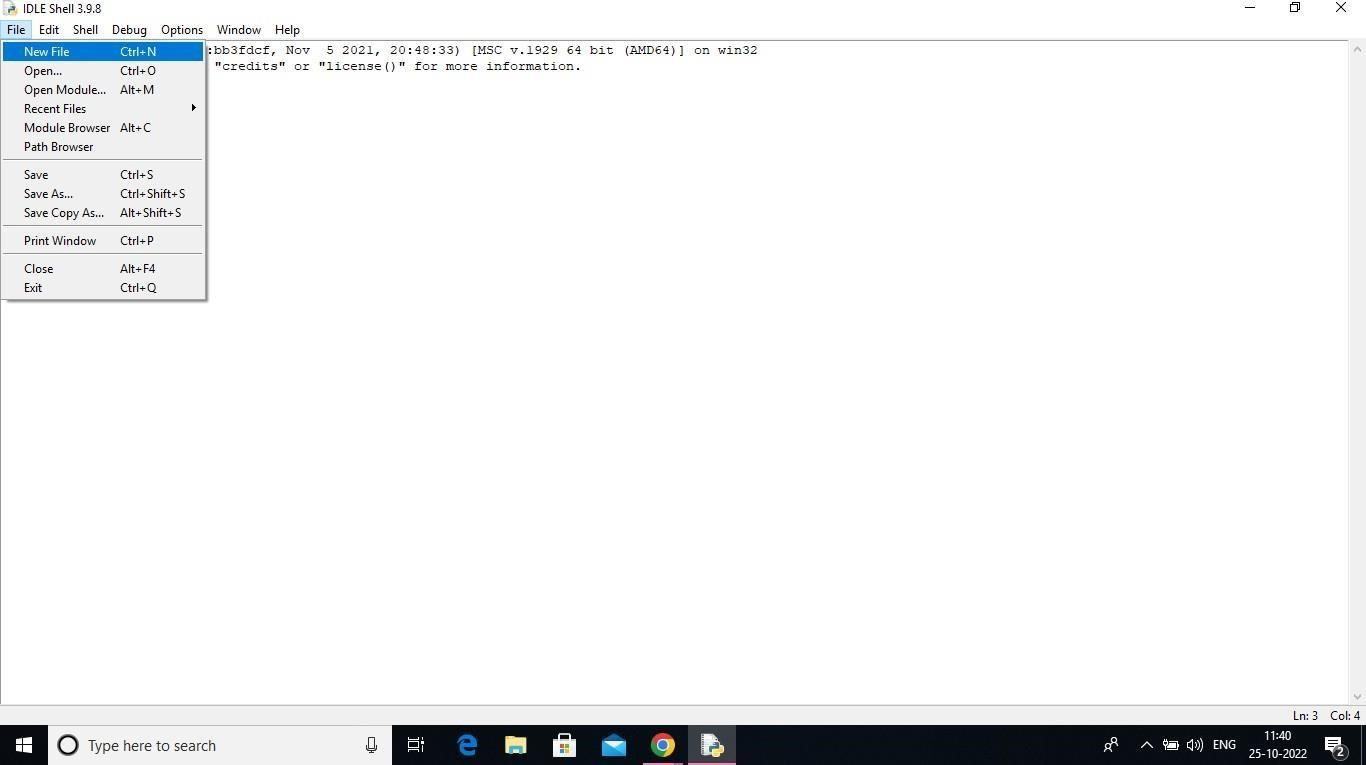 IDLE Shell 3.9.8
File Edit Shell Debug Options Window Help
New File Ctrl+N
Open... Ctrl+O
Open Module... Alt+M
Recent Files
Module Browser Alt+C
Path Browser
Save Ctrl+S
Save As... Ctrl+Shift+S
Save Copy As... Alt+Shift+S
Print Window Ctrl+P
Close Alt+F4
Exit Ctrl+Q
:bb3fdcf, Nov  5 2021, 20:48:33) [MSC v.1929 64 bit (AMD64)] on win32
"credits" or "license()" for more information.
Ln: 3 Col: 4
Type here to search
ENG
11:40
25-10-2022
2